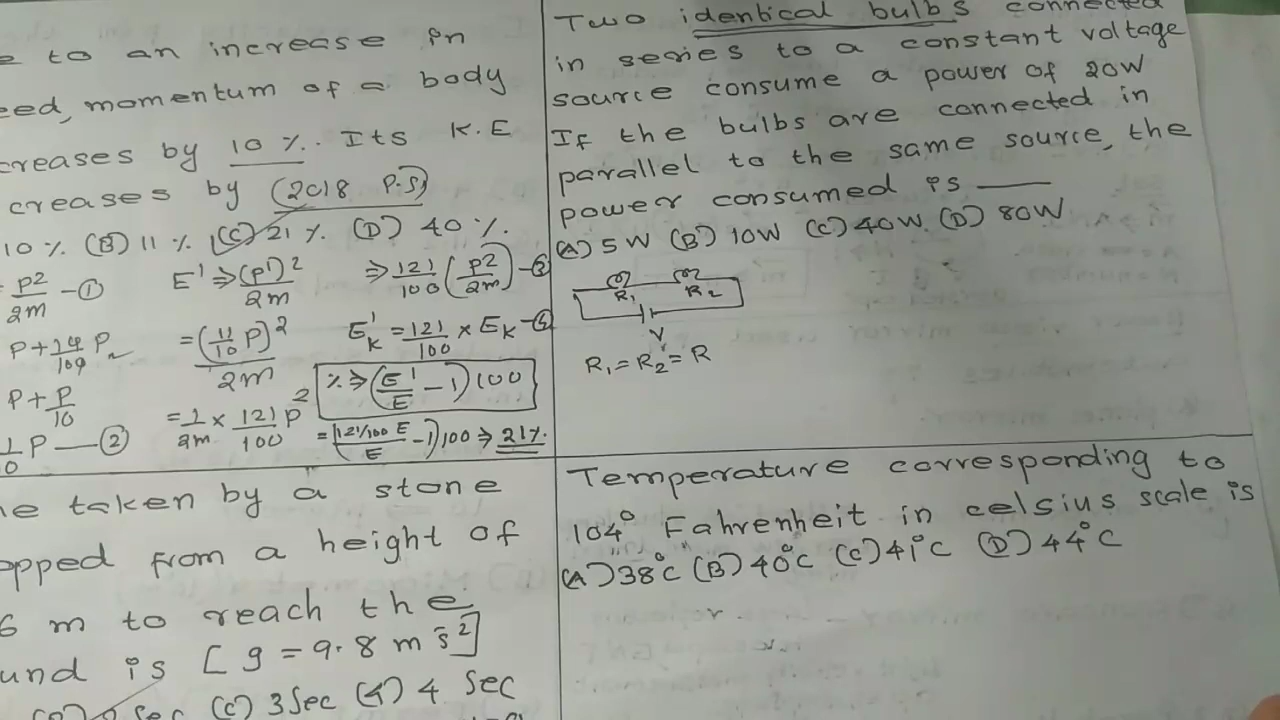 to an increase in
momentum of a body
creases by 10 %. Its K.E
creases by (2018 P.S)
10 % (B) 11 % (C) 21 % (D) 40 %.
P²/2m - ① E' ⇒ (p')²/2m ⇒ 121/100 (P²/2m) - ③
P + 10/100 P = (11/10 P)²/2m E'K = 121/100 × EK - ④
P + P/10 % ⇒ (E'/E - 1) 100
P — ② = 1/2m × 121 P²/100 = (121/100 E/E - 1) 100 ⇒ 21%.
taken by a stone
opped from a height of
6 m to reach the
und is [g = 9.8 m s⁻²]
sec (C) 3 Sec (4) 4 Sec
Two identical bulbs connected
in series to a constant voltage
source consume a power of 20W
If the bulbs are connected in
parallel to the same source, the
power consumed is ____
(A) 5 W (B) 10W (C) 40W (D) 80W
R₁ R₂
V
R₁ = R₂ = R
Temperature corresponding to
104° Fahrenheit in celsius scale is
(A) 38°C (B) 40°C (C) 41°C (D) 44°C